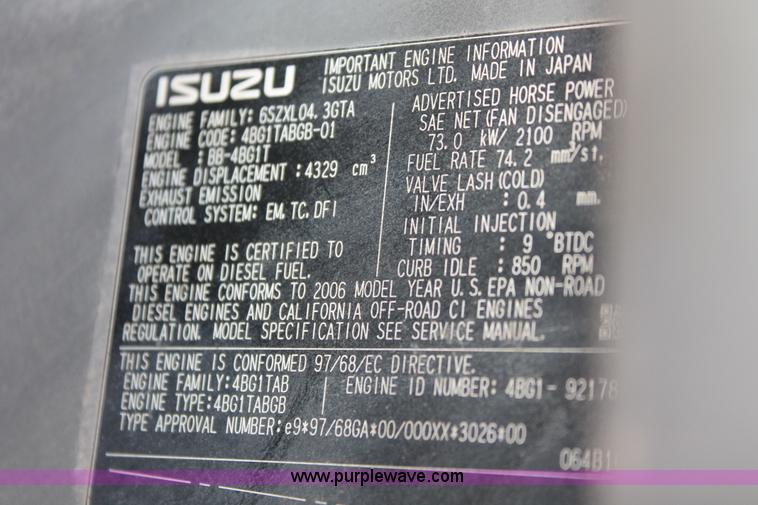 ISUZU
IMPORTANT ENGINE INFORMATION
ISUZU MOTORS LTD. MADE IN JAPAN
ENGINE FAMILY: 6SZXL04.3GTA
ENGINE CODE: 4BG1TABGB-01
MODEL : BB-4BG1T
ENGINE DISPLACEMENT :4329 cm³
EXHAUST EMISSION
CONTROL SYSTEM: EM,TC,DFI
THIS ENGINE IS CERTIFIED TO
OPERATE ON DIESEL FUEL.
ADVERTISED HORSE POWER
SAE NET(FAN DISENGAGED)
73.0 kW/ 2100 RPM
FUEL RATE 74.2 mm³/st.
VALVE LASH(COLD)
IN/EXH : 0.4 mm.
INITIAL INJECTION
TIMING : 9 °BTDC
CURB IDLE : 850 RPM
THIS ENGINE CONFORMS TO 2006 MODEL YEAR U.S.EPA NON-ROAD
DIESEL ENGINES AND CALIFORNIA OFF-ROAD CI ENGINES
REGULATION. MODEL SPECIFICATION SEE SERVICE MANUAL.
THIS ENGINE IS CONFORMED 97/68/EC DIRECTIVE.
ENGINE FAMILY:4BG1TAB
ENGINE TYPE:4BG1TABGB
ENGINE ID NUMBER: 4BG1- 92178
TYPE APPROVAL NUMBER:e9*97/68GA*00/000XX*3026*00
064B1
www.purplewave.com